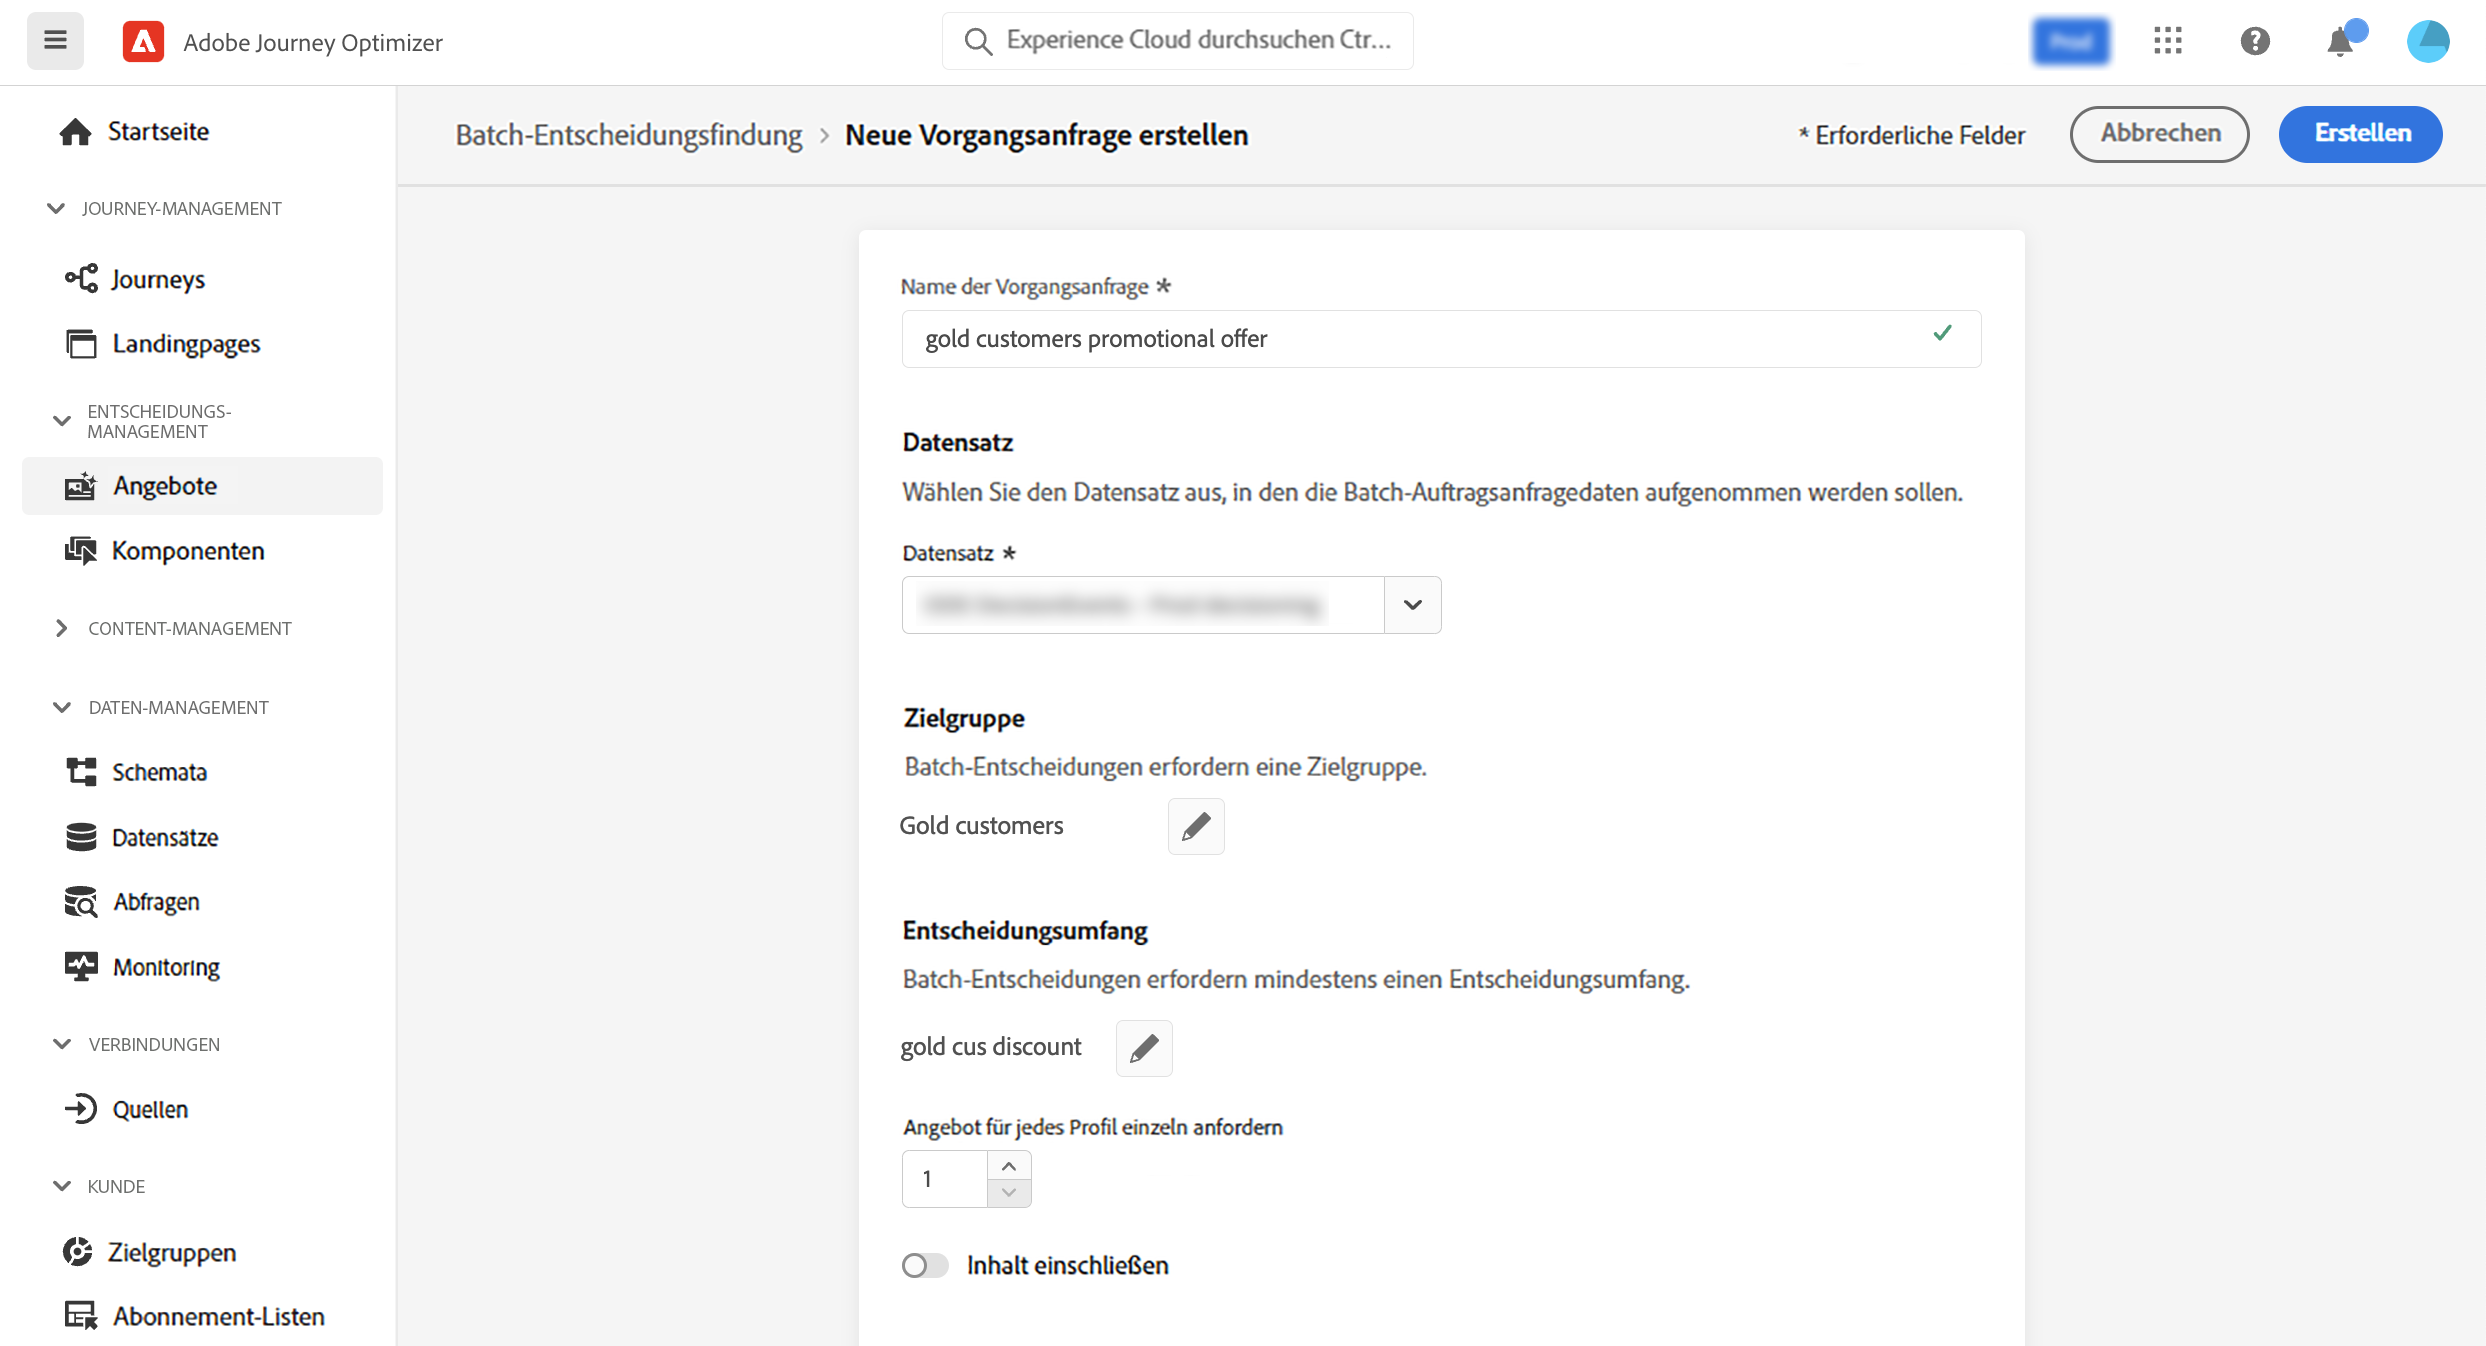 Adobe Journey Optimizer
Experience Cloud durchsuchen Ctr...
Startseite
JOURNEY-MANAGEMENT
Journeys
Landingpages
ENTSCHEIDUNGS-
MANAGEMENT
Angebote
Komponenten
CONTENT-MANAGEMENT
DATEN-MANAGEMENT
Schemata
Datensätze
Abfragen
Monitoring
VERBINDUNGEN
Quellen
KUNDE
Zielgruppen
Abonnement-Listen
Batch-Entscheidungsfindung > Neue Vorgangsanfrage erstellen
* Erforderliche Felder
Abbrechen
Erstellen
Name der Vorgangsanfrage *
gold customers promotional offer
Datensatz
Wählen Sie den Datensatz aus, in den die Batch-Auftragsanfragedaten aufgenommen werden sollen.
Datensatz *
Zielgruppe
Batch-Entscheidungen erfordern eine Zielgruppe.
Gold customers
Entscheidungsumfang
Batch-Entscheidungen erfordern mindestens einen Entscheidungsumfang.
gold cus discount
Angebot für jedes Profil einzeln anfordern
1
Inhalt einschließen